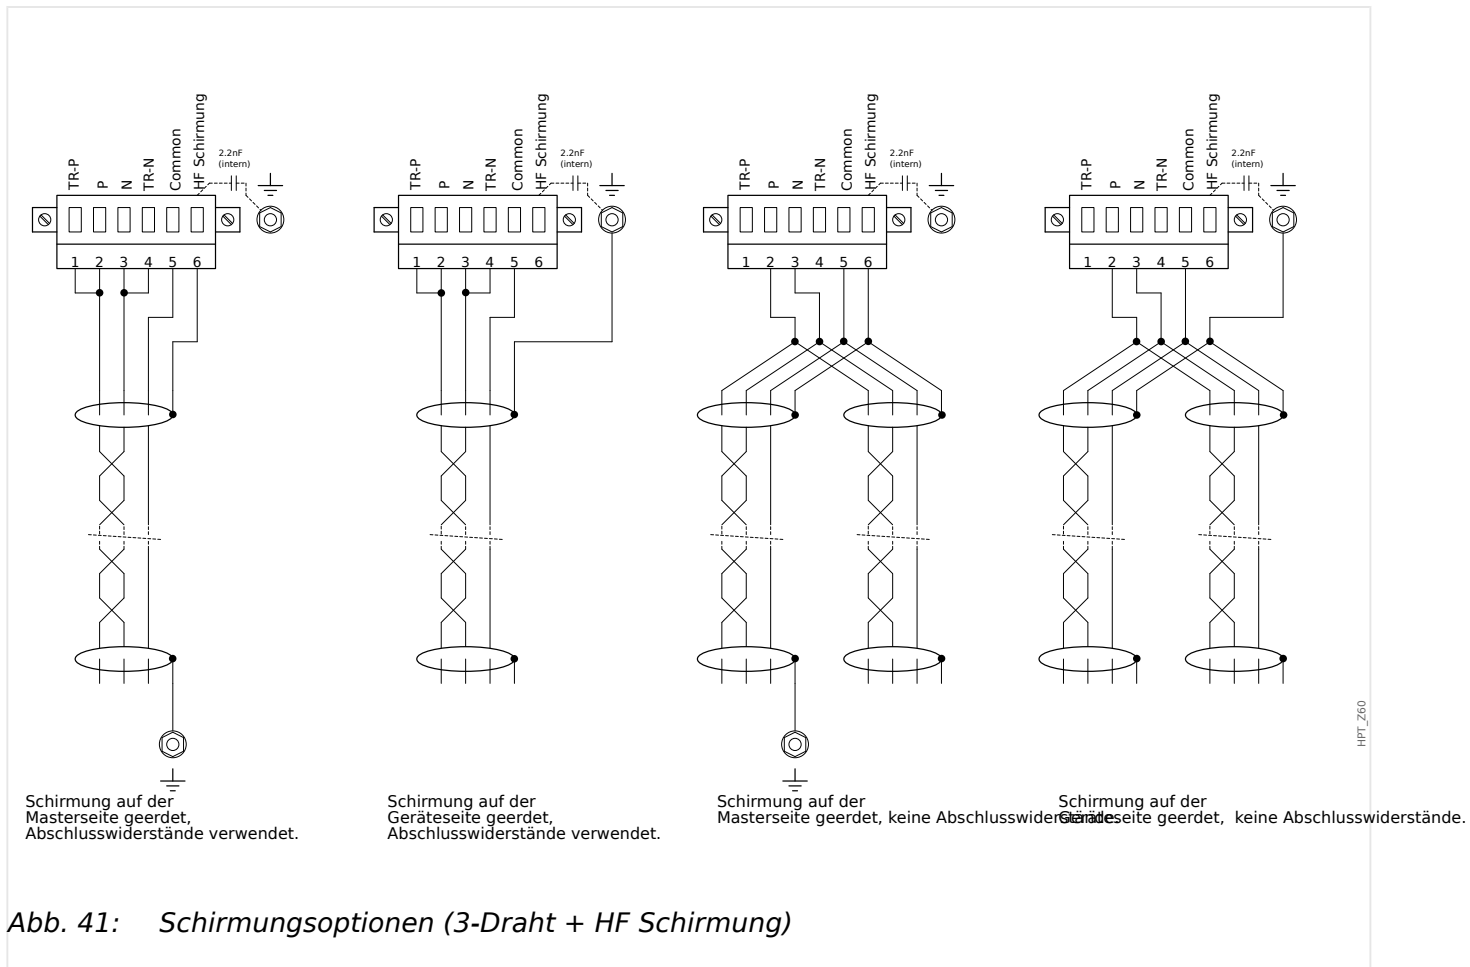 TR-P
P
N
TR-N
Common
HF Schirmung
2.2nF
(intern)
1 2 3 4 5 6
TR-P
P
N
TR-N
Common
HF Schirmung
2.2nF
(intern)
1 2 3 4 5 6
TR-P
P
N
TR-N
Common
HF Schirmung
2.2nF
(intern)
1 2 3 4 5 6
TR-P
P
N
TR-N
Common
HF Schirmung
2.2nF
(intern)
1 2 3 4 5 6
HPT_Z60
Schirmung auf der
Masterseite geerdet,
Abschlusswiderstände verwendet.
Schirmung auf der
Geräteseite geerdet,
Abschlusswiderstände verwendet.
Schirmung auf der
Masterseite geerdet, keine Abschlusswiderstände.
Schirmung auf der
Geräteseite geerdet, keine Abschlusswiderstände.
Abb. 41: Schirmungsoptionen (3-Draht + HF Schirmung)